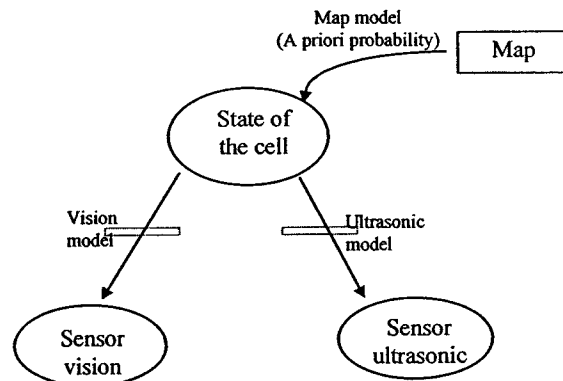 Map model
(A priori probability)
Map
State of
the cell
Vision
model
Ultrasonic
model
Sensor
vision
Sensor
ultrasonic